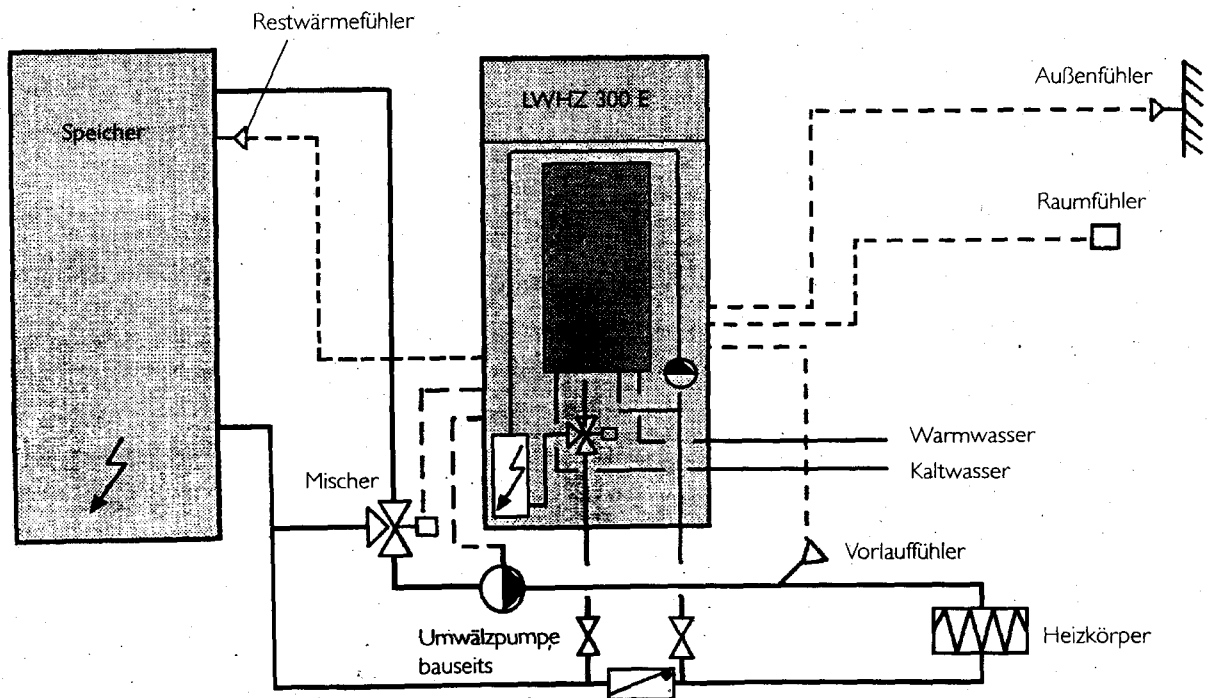 Restwärmefühler
LWHZ 300 E
Außenfühler
Speicher
Raumfühler
Warmwasser
Kaltwasser
Mischer
Vorlauffühler
Umwälzpumpe
bauseits
Heizkörper